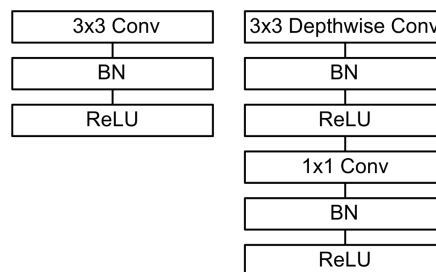 3x3 Conv
BN
ReLU
3x3 Depthwise Conv
BN
ReLU
1x1 Conv
BN
ReLU